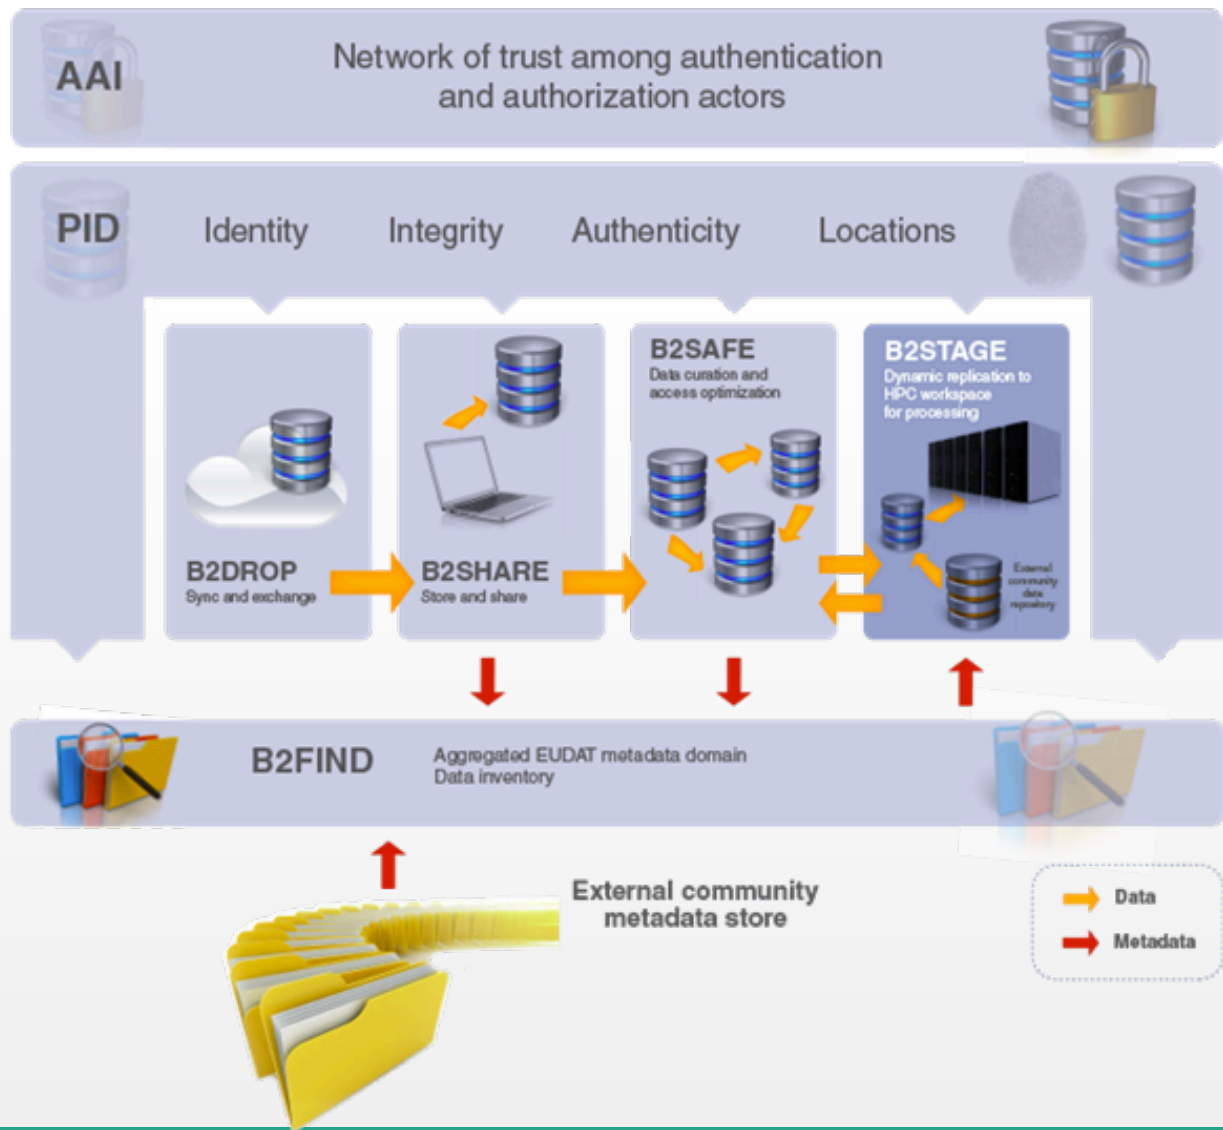 AAI
Network of trust among authentication
and authorization actors
PID
Identity
Integrity
Authenticity
Locations
B2DROP
Sync and exchange
B2SHARE
Store and share
B2SAFE
Data curation and
access optimization
B2STAGE
Dynamic replication to
HPC workspace
for processing
External
community
data
repository
B2FIND
Aggregated EUDAT metadata domain
Data inventory
External community
metadata store
Data
Metadata